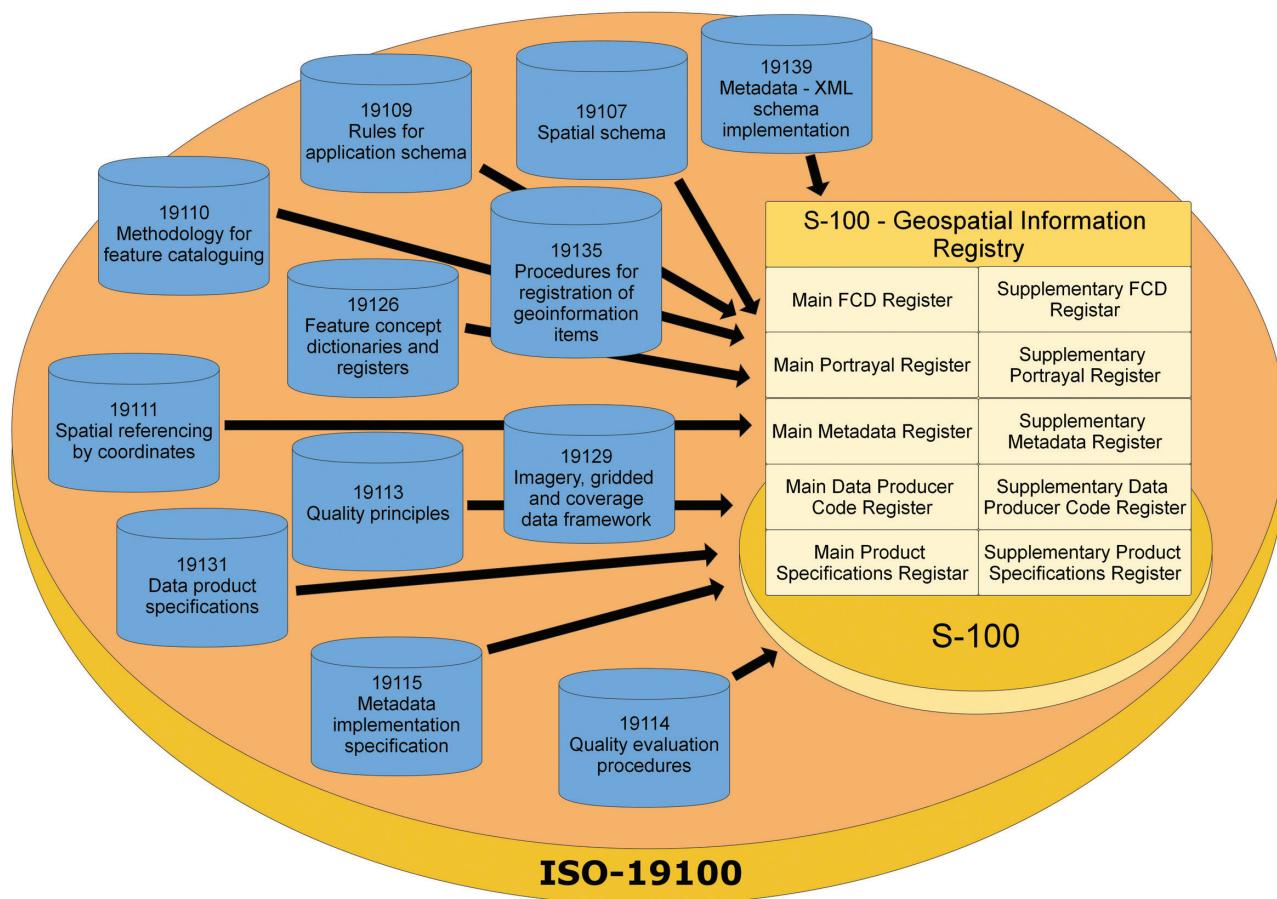 19139
Metadata - XML
schema
implementation
19109
Rules for
application schema
19107
Spatial schema
19110
Methodology for
feature cataloguing
19135
Procedures for
registration of
geoinformation
items
19126
Feature concept
dictionaries and
registers
19111
Spatial referencing
by coordinates
19129
Imagery, gridded
and coverage
data framework
19113
Quality principles
19131
Data product
specifications
19115
Metadata
implementation
specification
19114
Quality evaluation
procedures
S-100 - Geospatial Information
Registry
Main FCD Register
Supplementary FCD
Registar
Main Portrayal Register
Supplementary
Portrayal Register
Main Metadata Register
Supplementary
Metadata Register
Main Data Producer
Code Register
Supplementary Data
Producer Code Register
Main Product
Specifications Registar
Supplementary Product
Specifications Register
S-100
ISO-19100